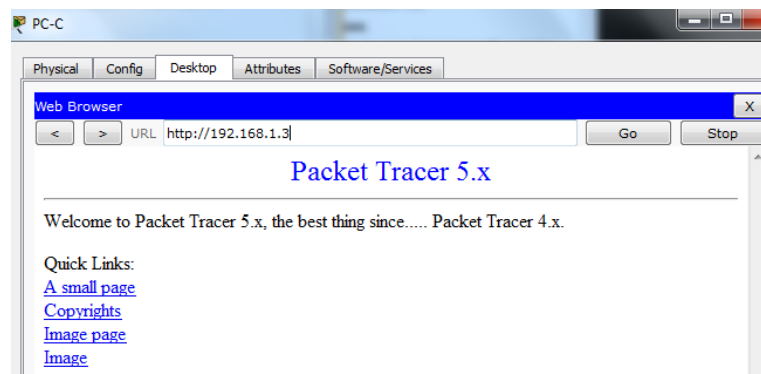 PC-C
Physical Config Desktop Attributes Software/Services
Web Browser X
< > URL http://192.168.1.3 Go Stop
Packet Tracer 5.x
Welcome to Packet Tracer 5.x, the best thing since..... Packet Tracer 4.x.
Quick Links:
A small page
Copyrights
Image page
Image